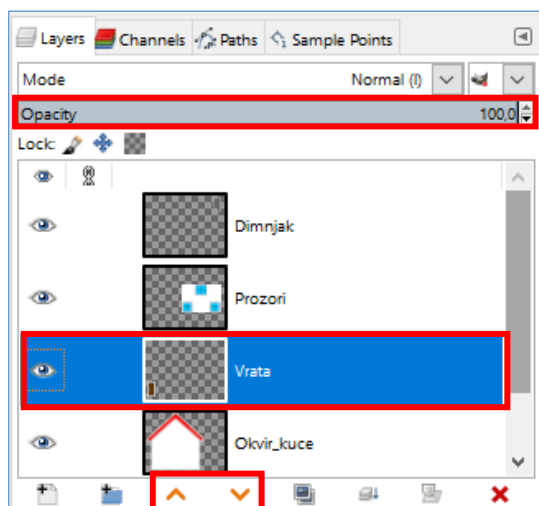 Layers Channels Paths Sample Points
Mode Normal (l)
Opacity 100,0
Lock:
Dimnjak
Prozori
Vrata
Okvir_kuce